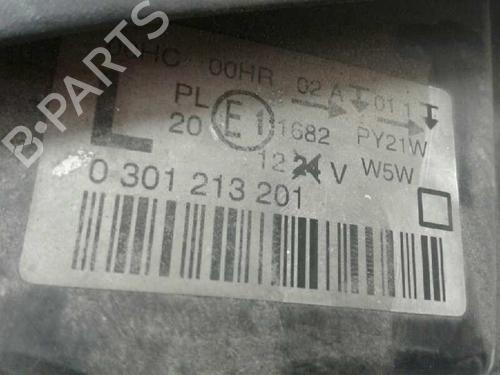 B-PARTS
HC 00HR 02 A 01 1
PL E1 1682 PY21W
L 20 12 24 V W5W
0 301 213 201